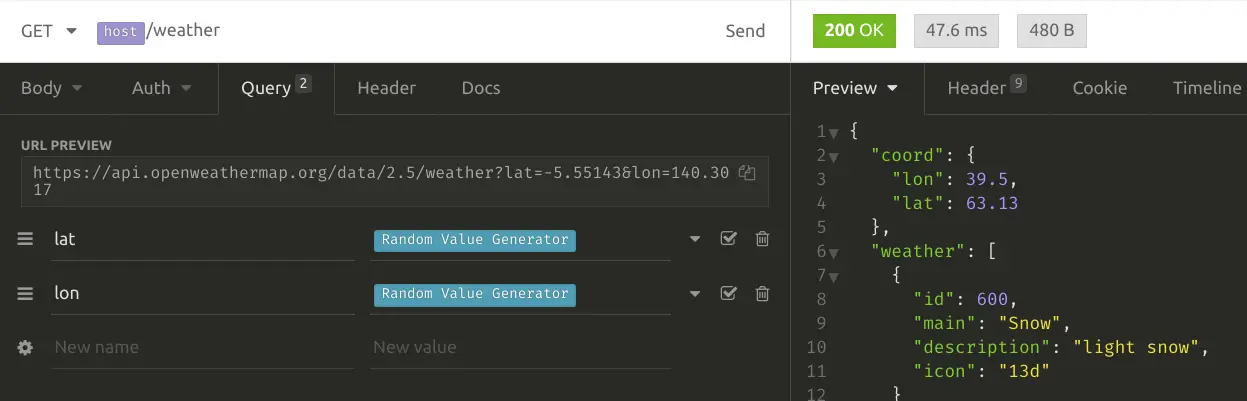 GET host/weather Send
200 OK 47.6 ms 480 B
Body Auth Query 2 Header Docs
Preview Header 9 Cookie Timeline
URL PREVIEW
https://api.openweathermap.org/data/2.5/weather?lat=-5.55143&lon=140.30
17
lat Random Value Generator
lon Random Value Generator
New name New value
1 {
2 "coord": {
3 "lon": 39.5,
4 "lat": 63.13
5 },
6 "weather": [
7 {
8 "id": 600,
9 "main": "Snow",
10 "description": "light snow",
11 "icon": "13d"
12 }